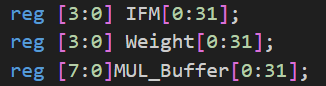 reg [3:0] IFM[0:31];
reg [3:0] Weight[0:31];
reg [7:0]MUL_Buffer[0:31];